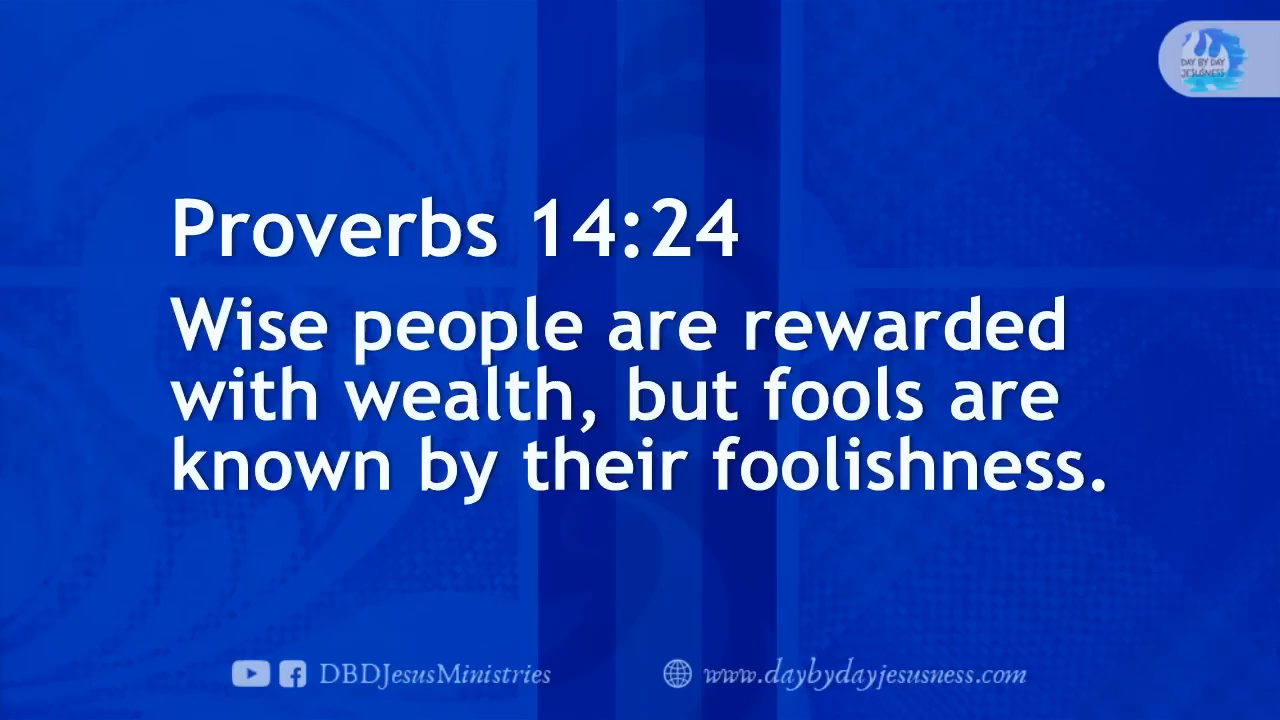 DAY BY DAY
JESUSNESS
Proverbs 14:24
Wise people are rewarded
with wealth, but fools are
known by their foolishness.
DBDJesusMinistries
www.daybydayjesusness.com